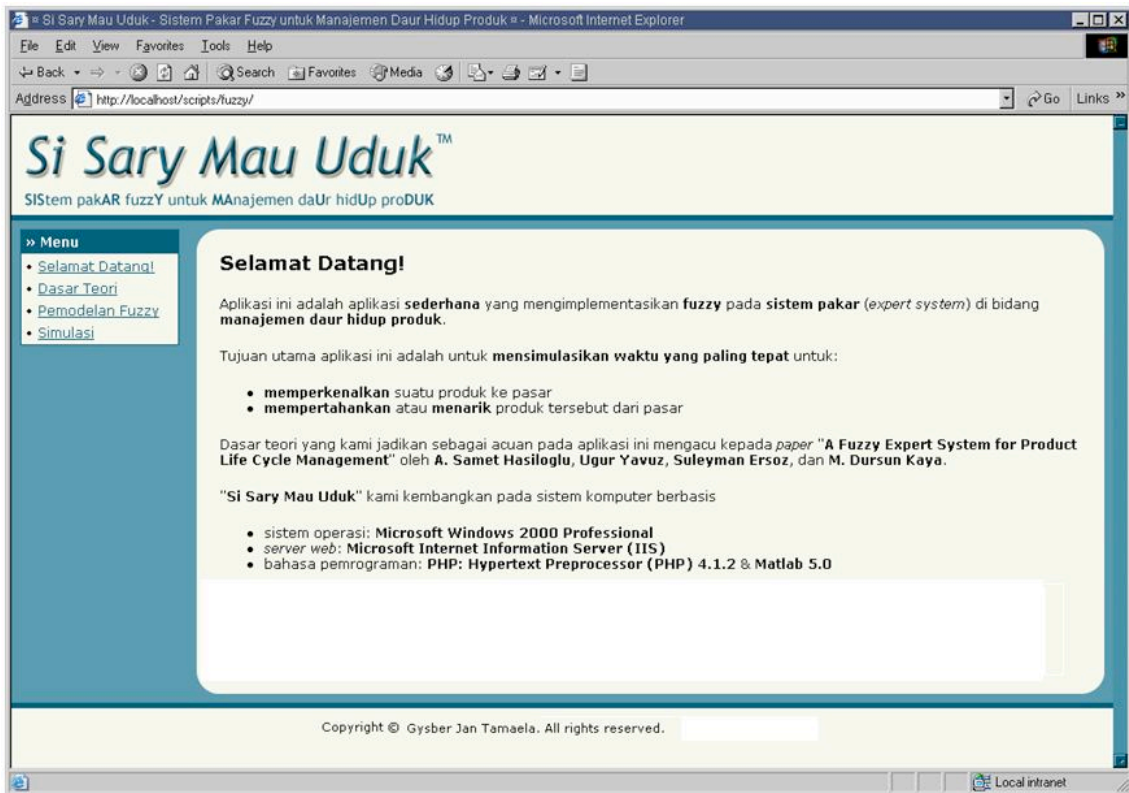 ¤ Si Sary Mau Uduk - Sistem Pakar Fuzzy untuk Manajemen Daur Hidup Produk ¤ - Microsoft Internet Explorer
File Edit View Favorites Tools Help
Back Search Favorites Media
Address http://localhost/scripts/fuzzy/ Go Links »
Si Sary Mau Uduk™
SIStem pakAR fuzzY untuk MAnajemen daUr hidUp proDUK
» Menu
• Selamat Datang!
• Dasar Teori
• Pemodelan Fuzzy
• Simulasi
Selamat Datang!
Aplikasi ini adalah aplikasi sederhana yang mengimplementasikan fuzzy pada sistem pakar (expert system) di bidang
manajemen daur hidup produk.
Tujuan utama aplikasi ini adalah untuk mensimulasikan waktu yang paling tepat untuk:
• memperkenalkan suatu produk ke pasar
• mempertahankan atau menarik produk tersebut dari pasar
Dasar teori yang kami jadikan sebagai acuan pada aplikasi ini mengacu kepada paper "A Fuzzy Expert System for Product
Life Cycle Management" oleh A. Samet Hasiloglu, Ugur Yavuz, Suleyman Ersoz, dan M. Dursun Kaya.
"Si Sary Mau Uduk" kami kembangkan pada sistem komputer berbasis
• sistem operasi: Microsoft Windows 2000 Professional
• server web: Microsoft Internet Information Server (IIS)
• bahasa pemrograman: PHP: Hypertext Preprocessor (PHP) 4.1.2 & Matlab 5.0
Copyright © Gysber Jan Tamaela. All rights reserved.
Local intranet